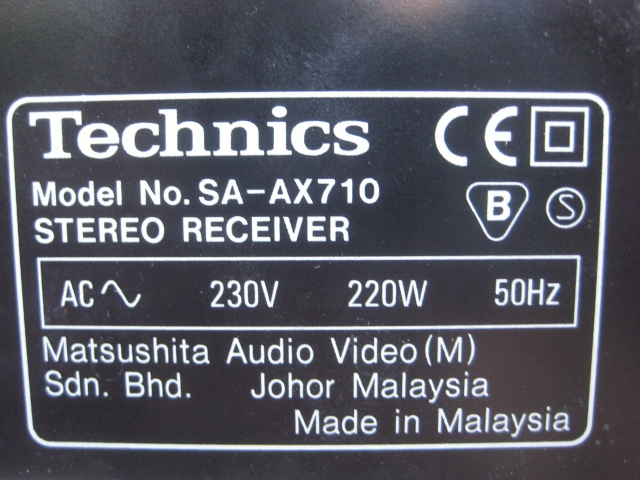 Technics CE
Model No. SA-AX710 B S
STEREO RECEIVER
AC 230V 220W 50Hz
Matsushita Audio Video (M)
Sdn. Bhd. Johor Malaysia
Made in Malaysia